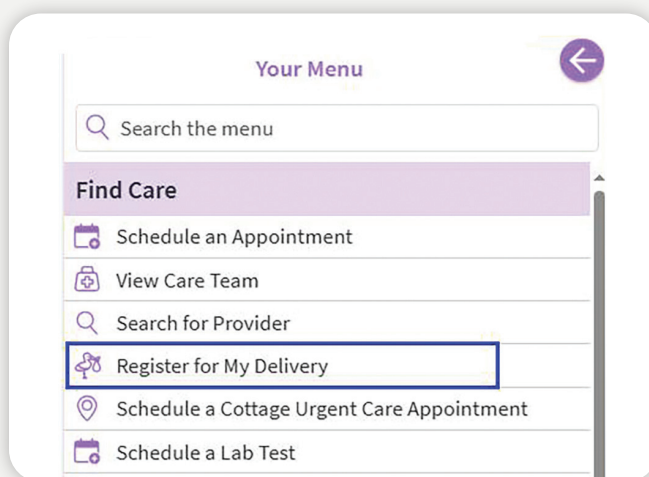 Your Menu
Search the menu
Find Care
Schedule an Appointment
View Care Team
Search for Provider
Register for My Delivery
Schedule a Cottage Urgent Care Appointment
Schedule a Lab Test